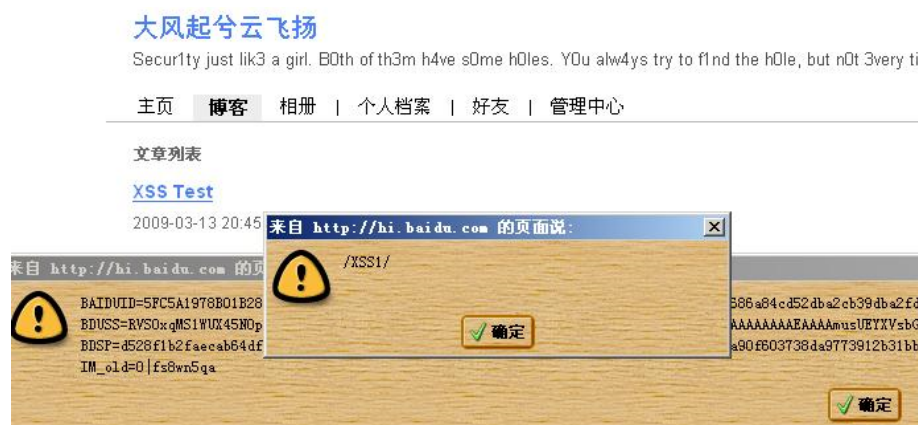 大风起兮云飞扬
Secur1ty just lik3 a girl. B0th of th3m h4ve s0me h0les. Y0u alw4ys try to f1nd the h0le, but n0t 3very ti
主页 博客 相册 | 个人档案 | 好友 | 管理中心
文章列表
XSS Test
2009-03-13 20:45
来自 http://hi.baidu.com 的页面说:
/XSS1/
确定
来自 http://hi.baidu.com 的页
BAIDUID=5FC5A1978B01B28
BDUSS=RVSOxqMS1WUX45NOp
BDSP=d528f1b2faecab64df
IM_old=0|fs8wn5qa
确定